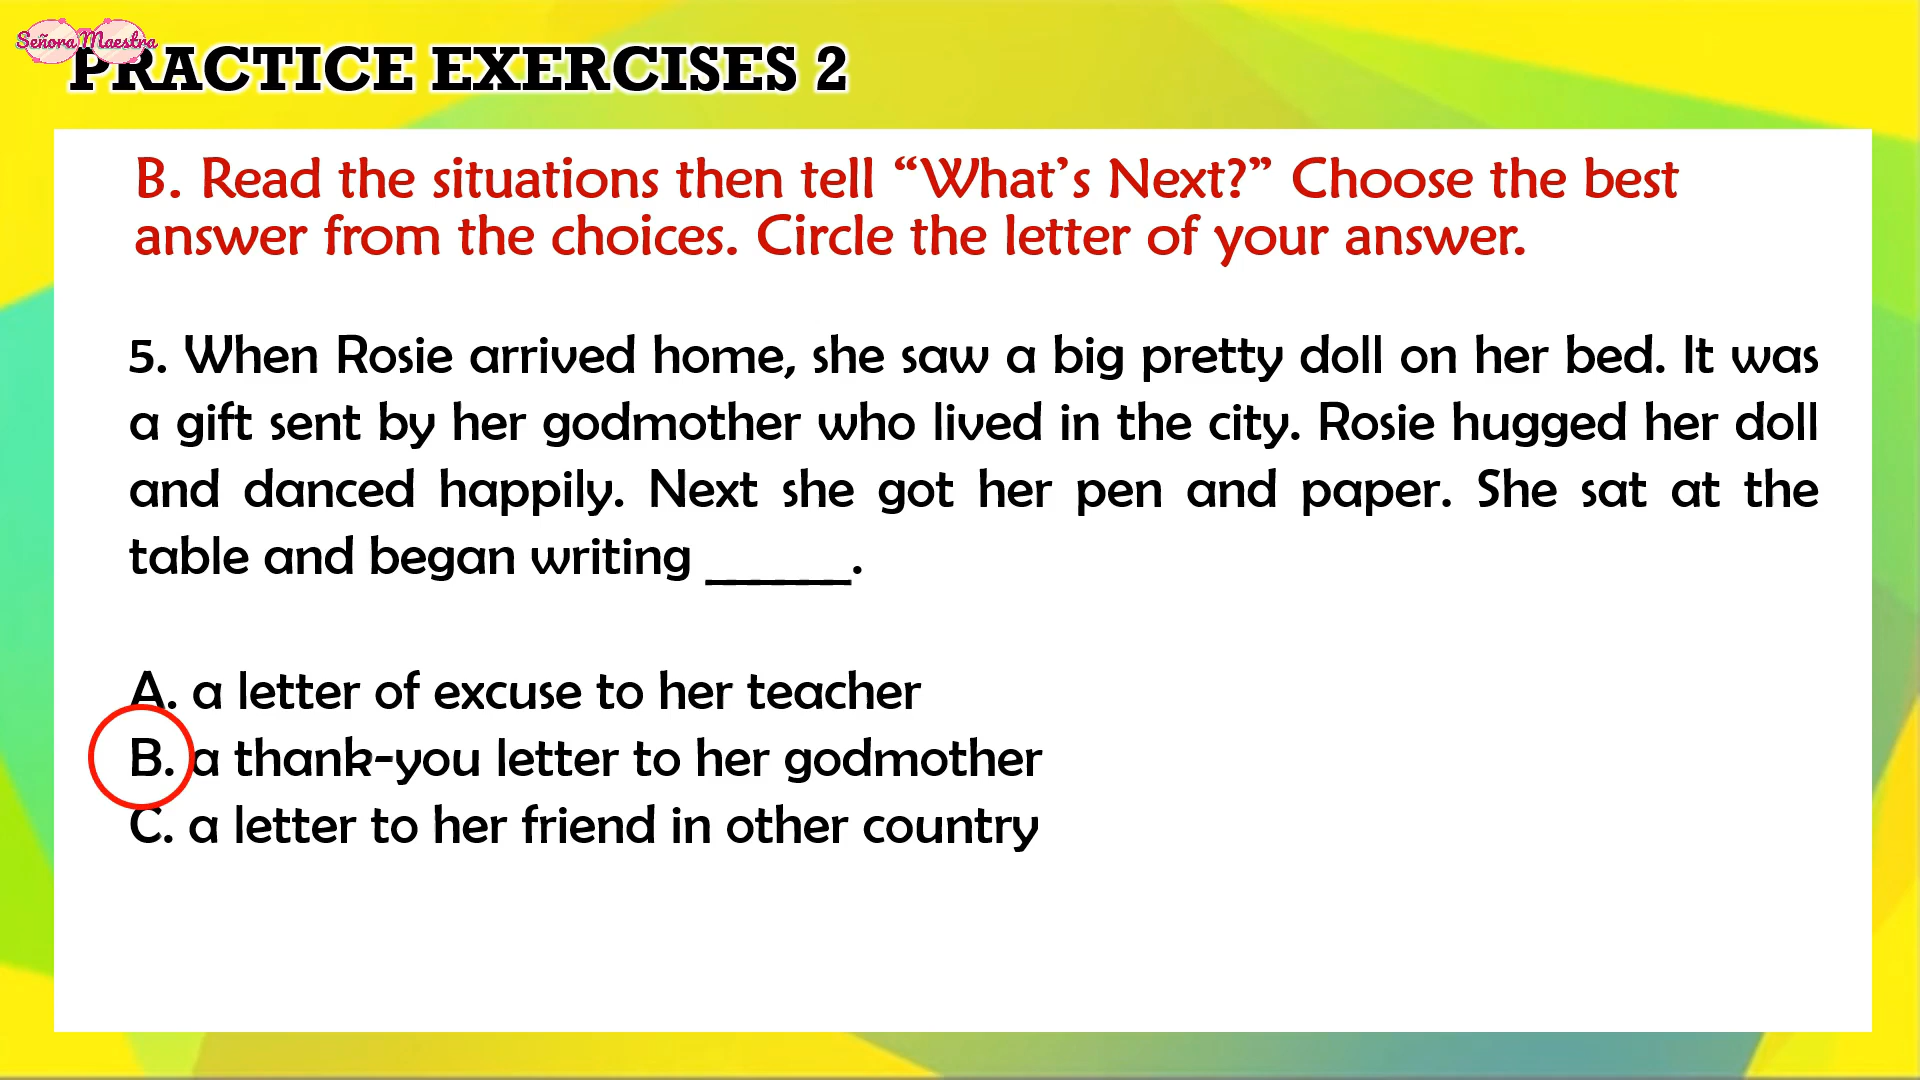 Señora Maestra
PRACTICE EXERCISES 2
B. Read the situations then tell “What’s Next?” Choose the best
answer from the choices. Circle the letter of your answer.
5. When Rosie arrived home, she saw a big pretty doll on her bed. It was
a gift sent by her godmother who lived in the city. Rosie hugged her doll
and danced happily. Next she got her pen and paper. She sat at the
table and began writing ______.
A. a letter of excuse to her teacher
B. a thank-you letter to her godmother
C. a letter to her friend in other country